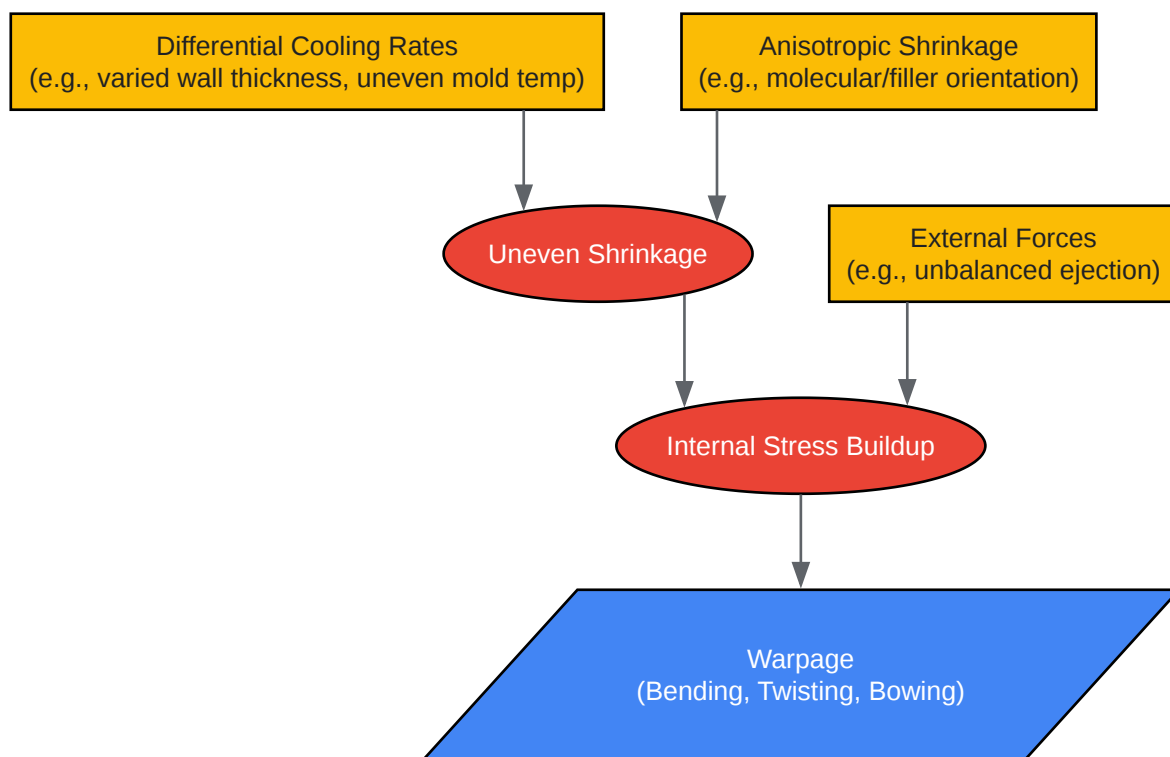 Differential Cooling Rates
(e.g., varied wall thickness, uneven mold temp)
Anisotropic Shrinkage
(e.g., molecular/filler orientation)
Uneven Shrinkage
External Forces
(e.g., unbalanced ejection)
Internal Stress Buildup
Warpage
(Bending, Twisting, Bowing)